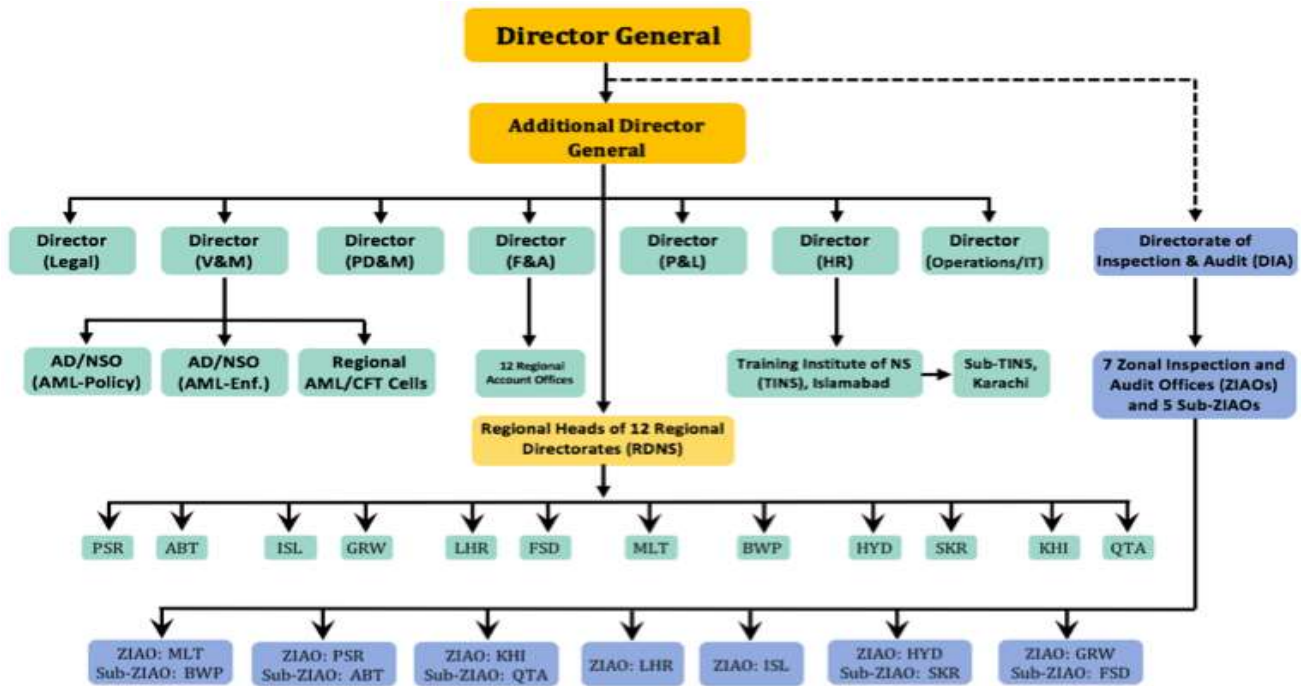 Director General
Additional Director
General
Director
(Legal)
Director
(V&M)
Director
(PD&M)
Director
(F&A)
Director
(P&L)
Director
(HR)
Director
(Operations/IT)
Directorate of
Inspection & Audit (DIA)
AD/NSO
(AML-Policy)
AD/NSO
(AML-Enf.)
Regional
AML/CFT Cells
12 Regional
Account Offices
Training Institute of NS
(TINS), Islamabad
Sub-TINS,
Karachi
7 Zonal Inspection and
Audit Offices (ZIAOs)
and 5 Sub-ZIAOs
Regional Heads of 12 Regional
Directorates (RDNS)
PSR
ABT
ISL
GRW
LHR
FSD
MLT
BWP
HYD
SKR
KHI
QTA
ZIAO: MLT
Sub-ZIAO: BWP
ZIAO: PSR
Sub-ZIAO: ABT
ZIAO: KHI
Sub-ZIAO: QTA
ZIAO: LHR
ZIAO: ISL
ZIAO: HYD
Sub-ZIAO: SKR
ZIAO: GRW
Sub-ZIAO: FSD